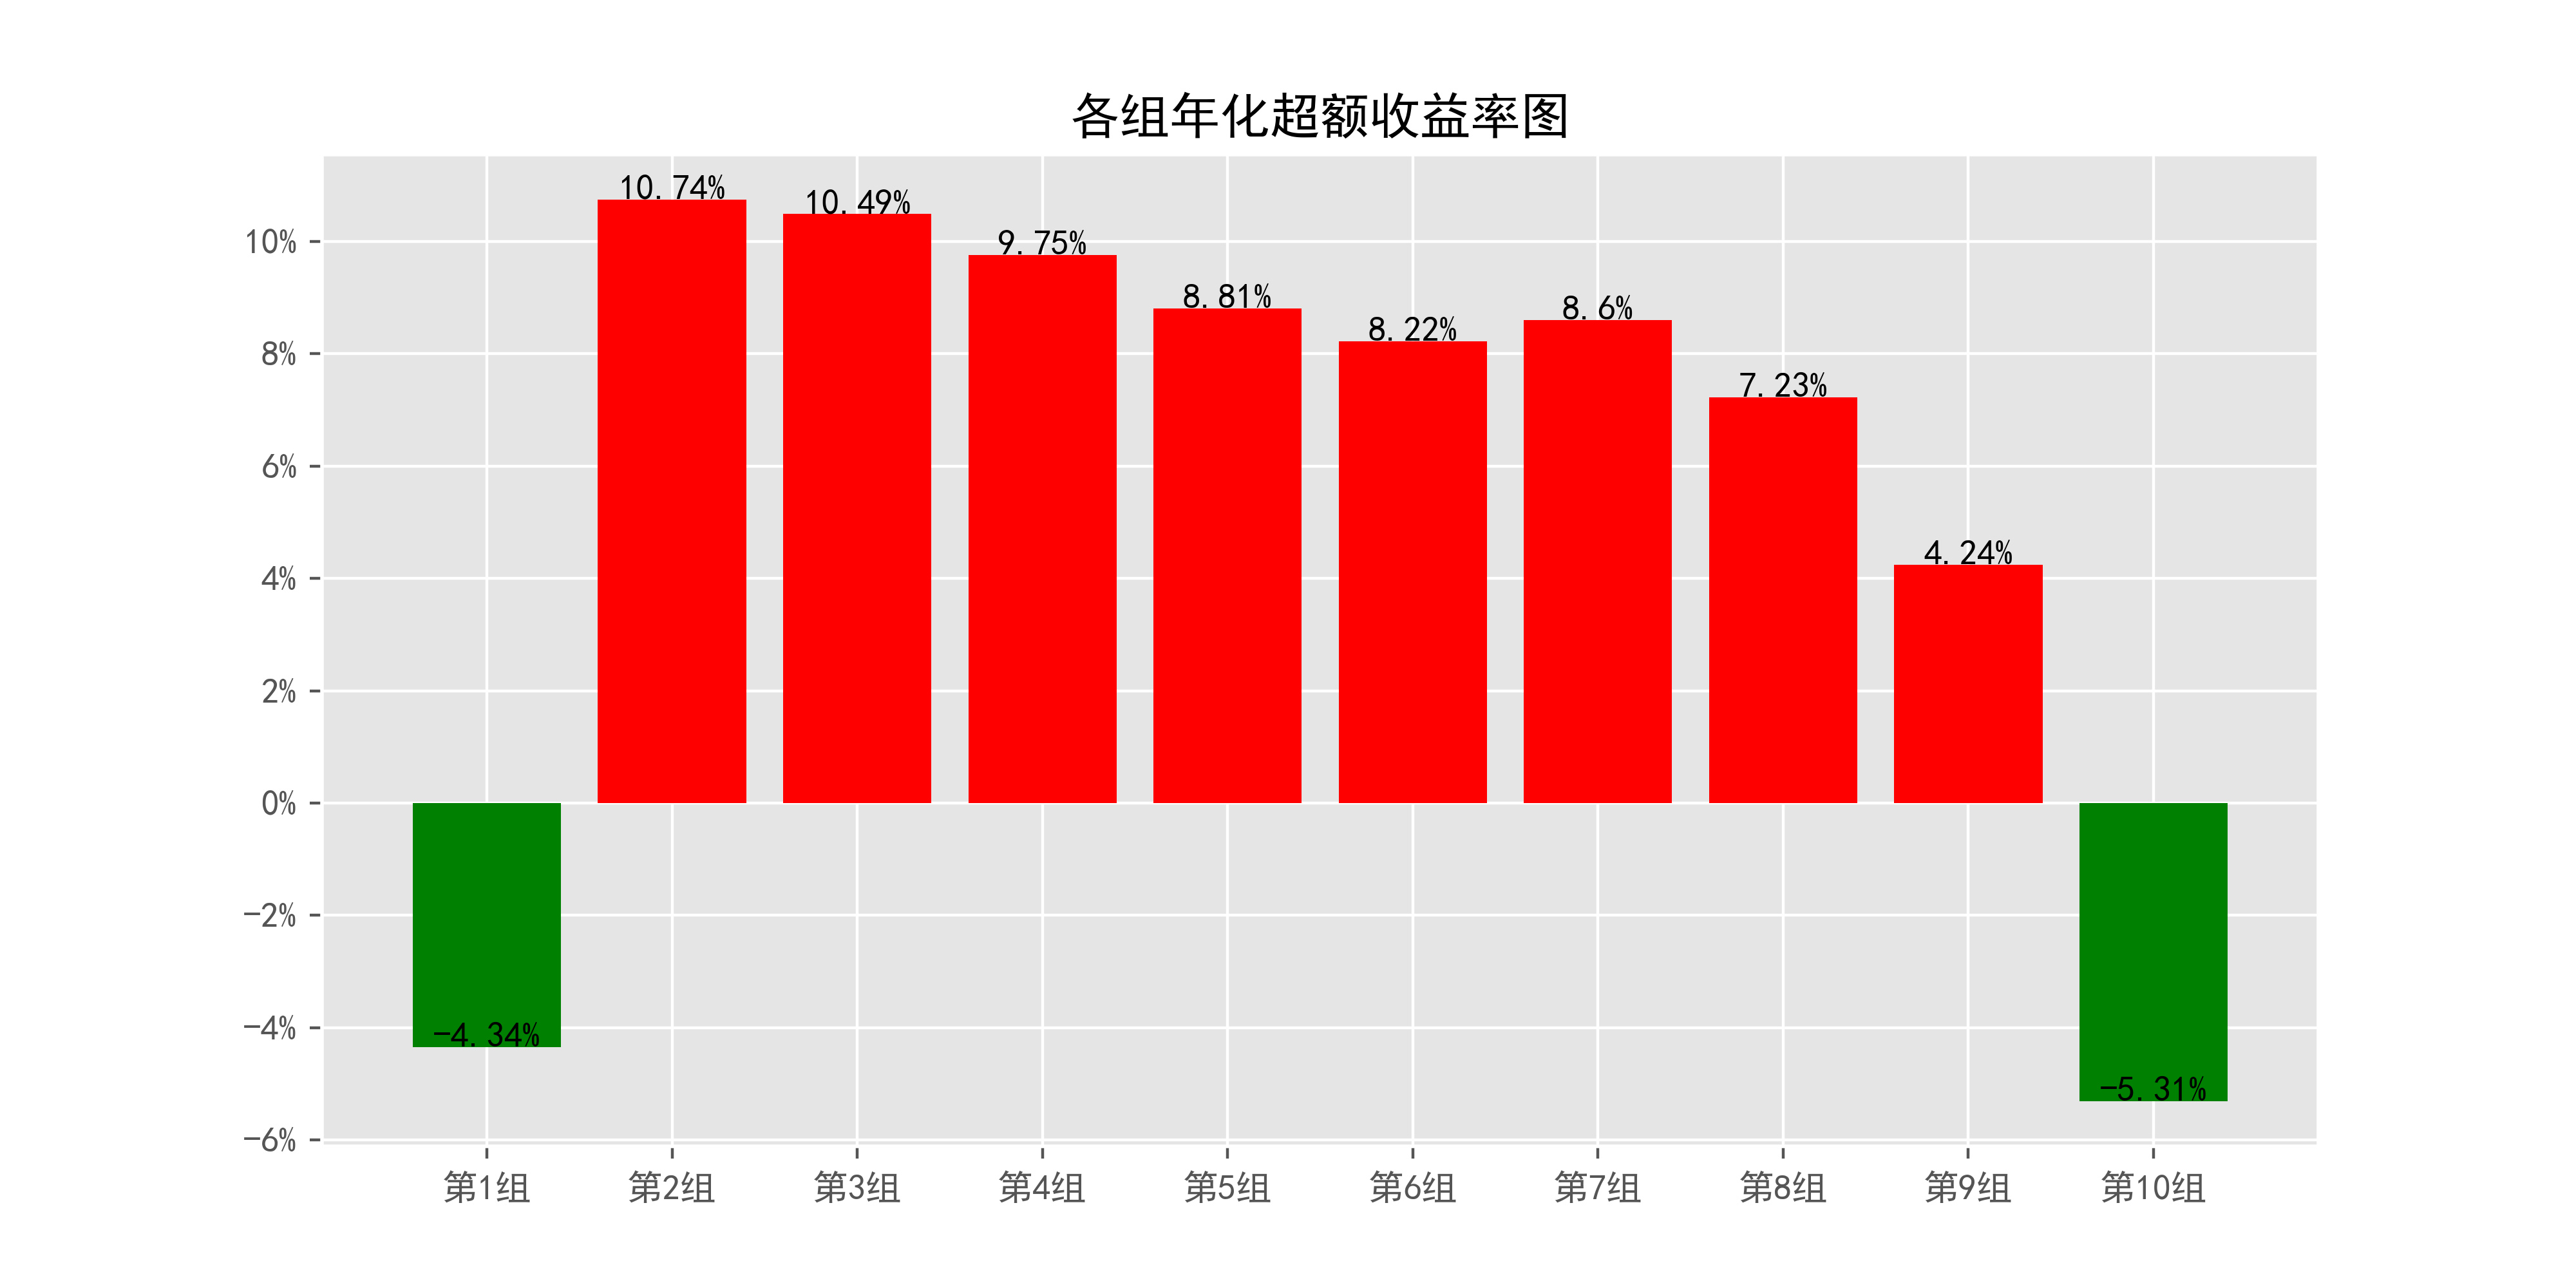 各组年化超额收益率图
10%
8%
6%
4%
2%
0%
−2%
−4%
−6%
−4.34%
10.74%
10.49%
9.75%
8.81%
8.22%
8.6%
7.23%
4.24%
−5.31%
第1组
第2组
第3组
第4组
第5组
第6组
第7组
第8组
第9组
第10组